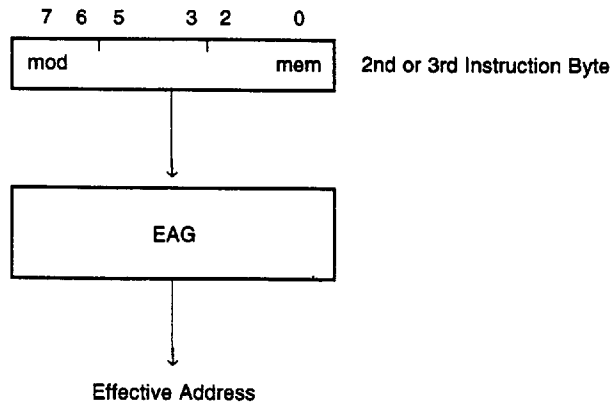 7 6 5 3 2 0
mod mem 2nd or 3rd Instruction Byte
EAG
Effective Address